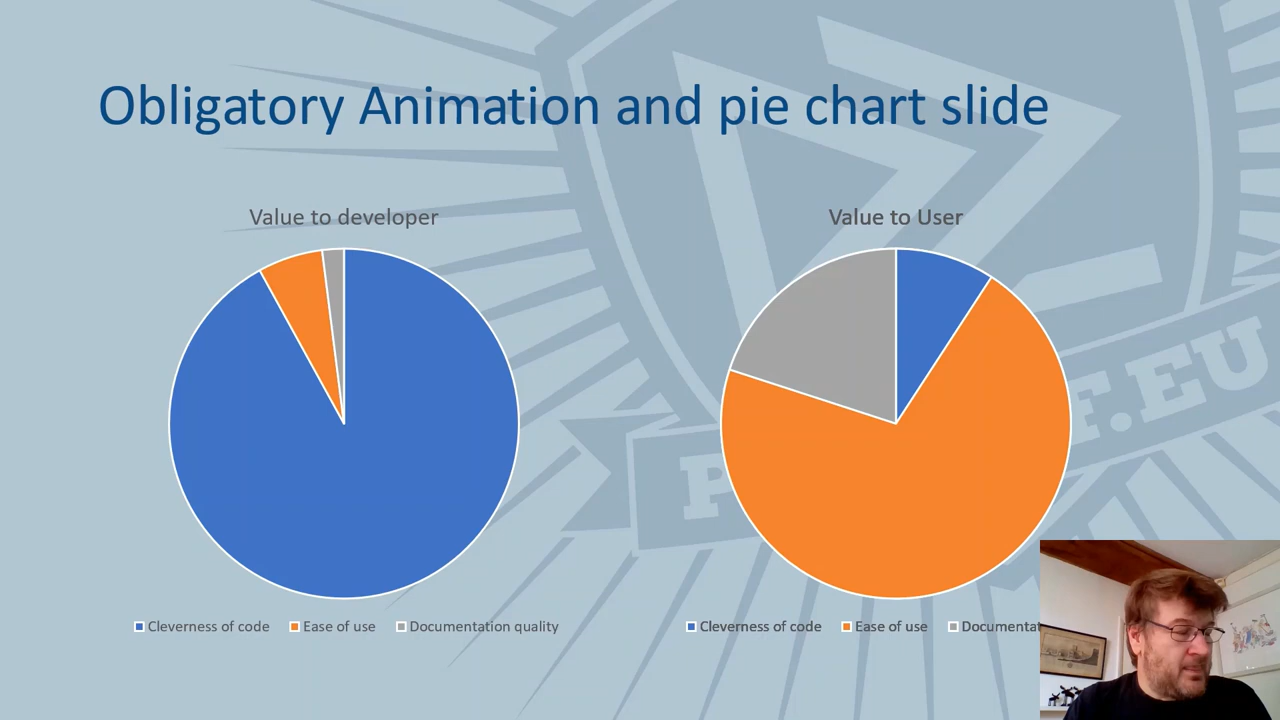 Obligatory Animation and pie chart slide
Value to developer
Value to User
Cleverness of code Ease of use Documentation quality
Cleverness of code Ease of use Documentat
P F.EU